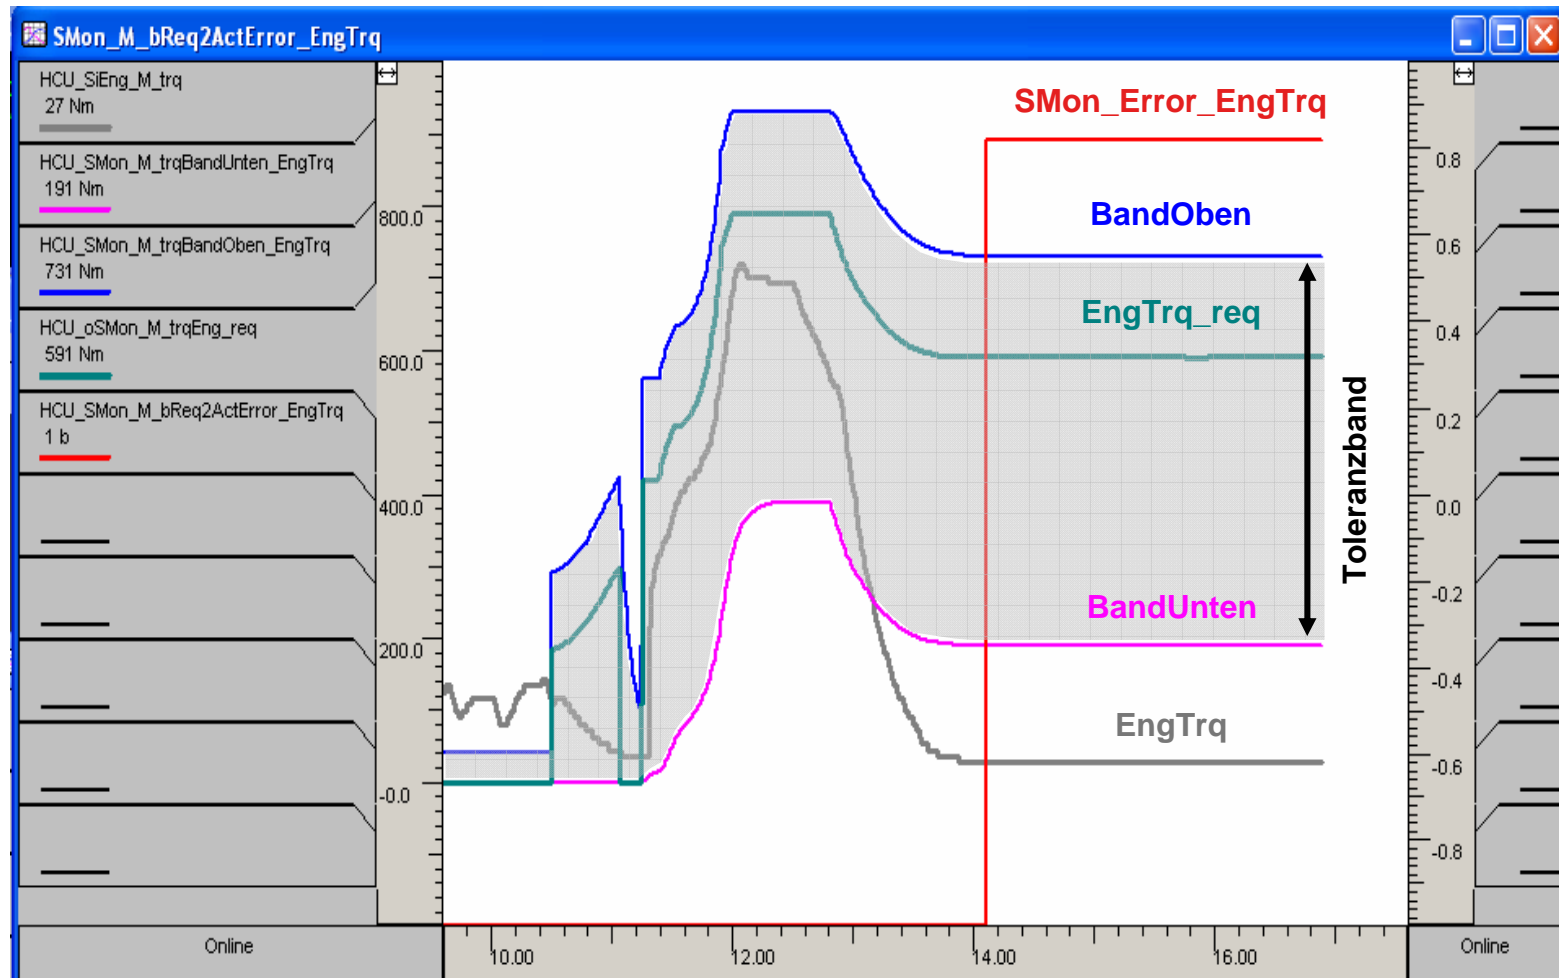 SMon_M_bReq2ActError_EngTrq
HCU_SiEng_M_trq
27 Nm
HCU_SMon_M_trqBandUnten_EngTrq
191 Nm
HCU_SMon_M_trqBandOben_EngTrq
731 Nm
HCU_oSMon_M_trqEng_req
591 Nm
HCU_SMon_M_bReq2ActError_EngTrq
1 b
Online
800.0
600.0
400.0
200.0
-0.0
SMon_Error_EngTrq
BandOben
EngTrq_req
Toleranzband
BandUnten
EngTrq
10.00
12.00
14.00
16.00
0.8
0.6
0.4
0.2
0.0
-0.2
-0.4
-0.6
-0.8
Online